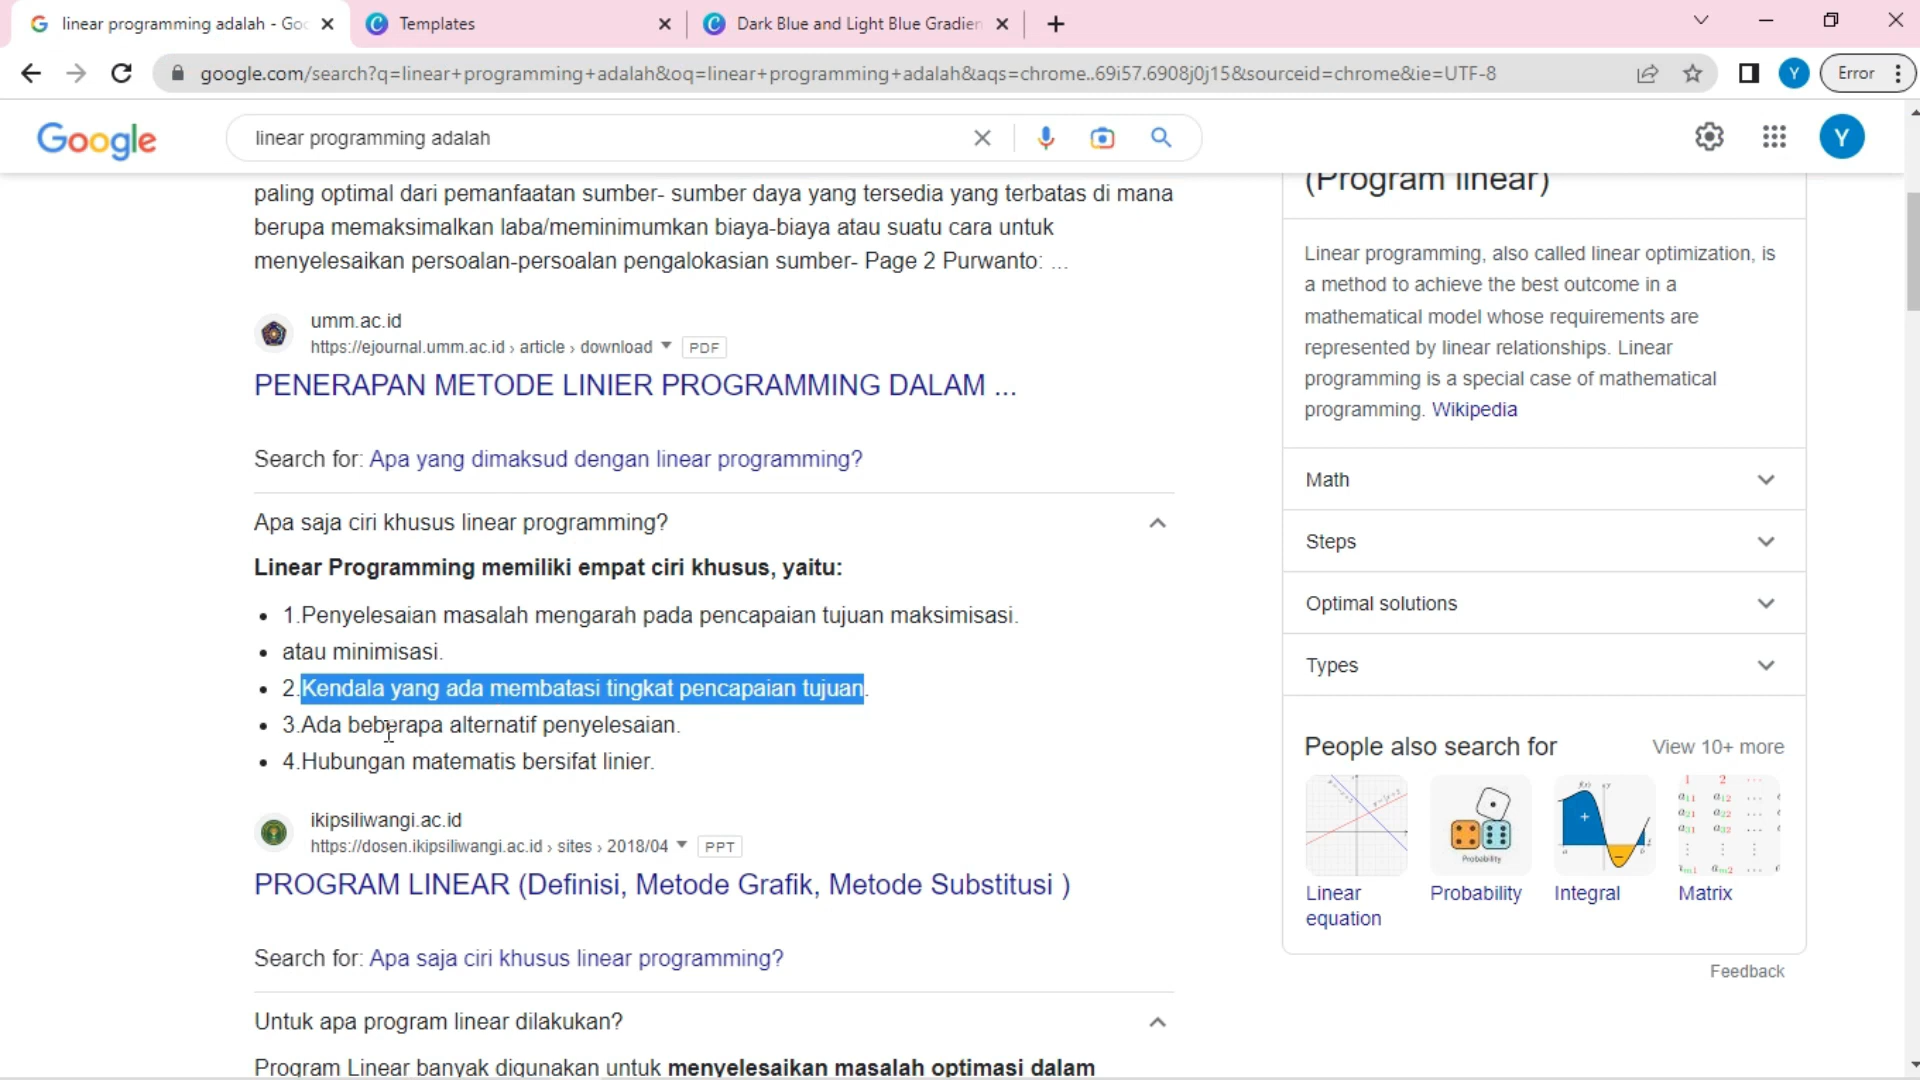 linear programming adalah - Goo
Templates
Dark Blue and Light Blue Gradien
google.com/search?q=linear+programming+adalah&oq=linear+programming+adalah&aqs=chrome..69i57.6908j0j15&sourceid=chrome&ie=UTF-8
Y
Error
Google
linear programming adalah
Y
paling optimal dari pemanfaatan sumber- sumber daya yang tersedia yang terbatas di mana
berupa memaksimalkan laba/meminimumkan biaya-biaya atau suatu cara untuk
menyelesaikan persoalan-persoalan pengalokasian sumber- Page 2 Purwanto: ...
umm.ac.id
https://ejournal.umm.ac.id › article › download
PDF
PENERAPAN METODE LINIER PROGRAMMING DALAM ...
Search for: Apa yang dimaksud dengan linear programming?
Apa saja ciri khusus linear programming?
Linear Programming memiliki empat ciri khusus, yaitu:
• 1.Penyelesaian masalah mengarah pada pencapaian tujuan maksimisasi.
• atau minimisasi.
• 2.Kendala yang ada membatasi tingkat pencapaian tujuan.
• 3.Ada beberapa alternatif penyelesaian.
• 4.Hubungan matematis bersifat linier.
ikipsiliwangi.ac.id
https://dosen.ikipsiliwangi.ac.id › sites › 2018/04
PPT
PROGRAM LINEAR (Definisi, Metode Grafik, Metode Substitusi )
Search for: Apa saja ciri khusus linear programming?
Untuk apa program linear dilakukan?
Program Linear banyak digunakan untuk menyelesaikan masalah optimasi dalam
(Program linear)
Linear programming, also called linear optimization, is
a method to achieve the best outcome in a
mathematical model whose requirements are
represented by linear relationships. Linear
programming is a special case of mathematical
programming. Wikipedia
Math
Steps
Optimal solutions
Types
People also search for
View 10+ more
Probability
Linear
equation
Probability
Integral
Matrix
Feedback